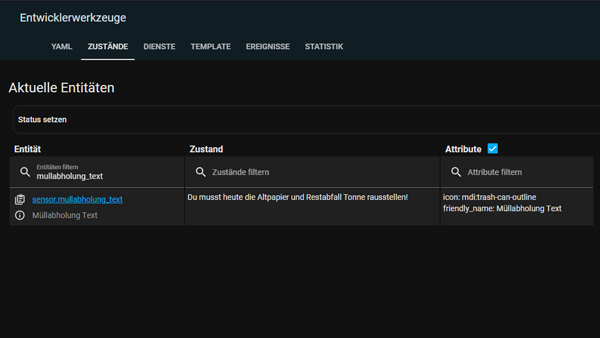 Entwicklerwerkzeuge
YAML ZUSTÄNDE DIENSTE TEMPLATE EREIGNISSE STATISTIK
Aktuelle Entitäten
Status setzen
Entität Zustand Attribute
Entitäten filtern
mullabholung_text Zustände filtern Attribute filtern
sensor.mullabholung_text Du musst heute die Altpapier und Restabfall Tonne rausstellen! icon: mdi:trash-can-outline
Müllabholung Text friendly_name: Müllabholung Text